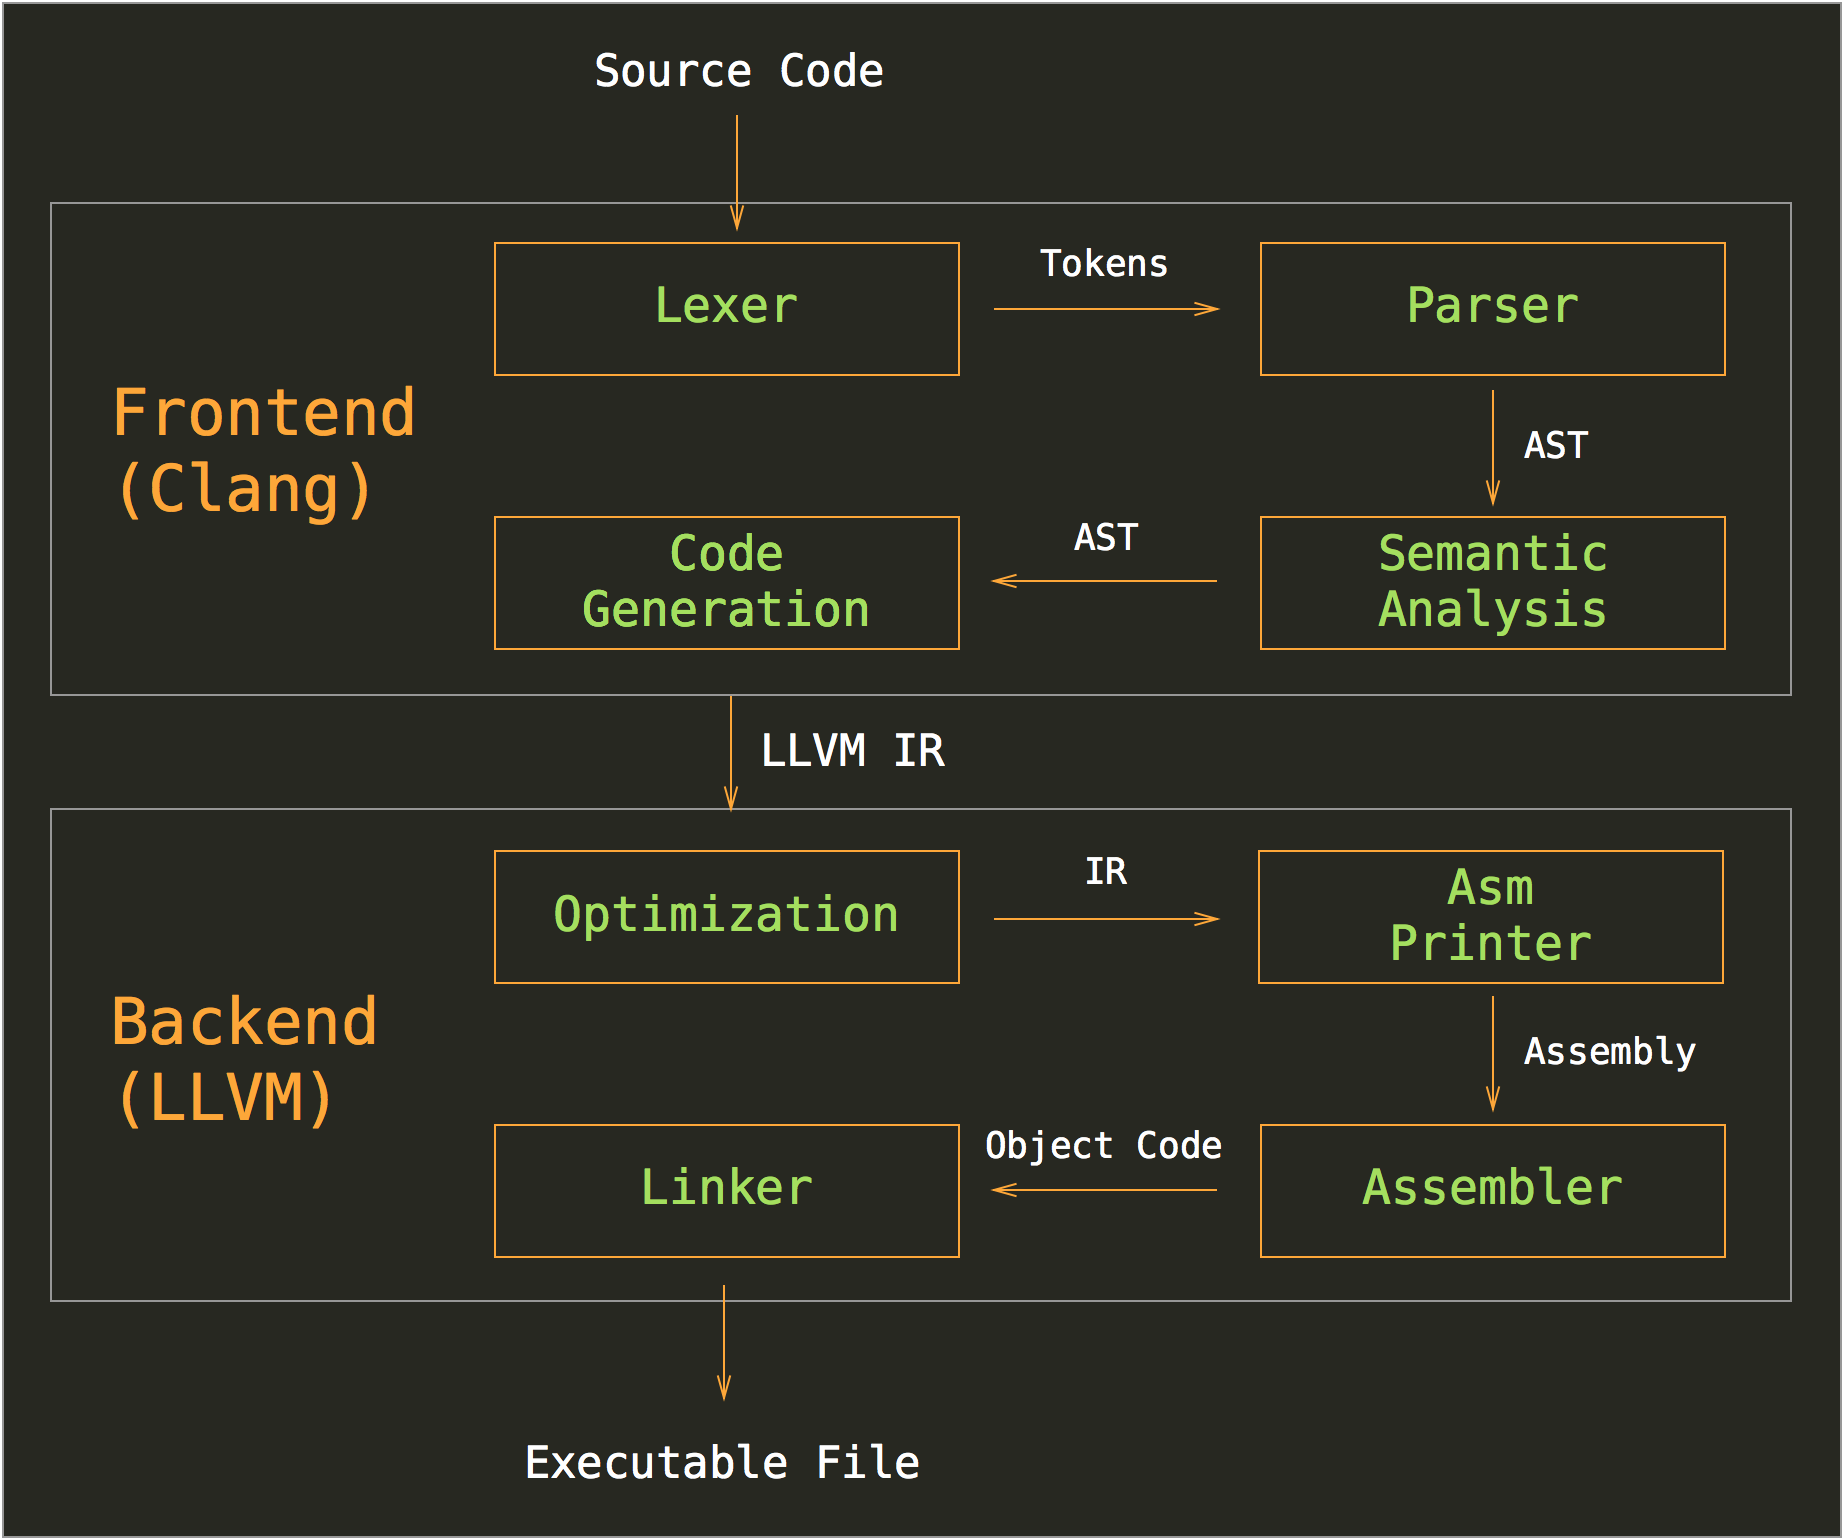 Source Code
Lexer
Tokens
Parser
Frontend
(Clang)
AST
Code
Generation
AST
Semantic
Analysis
LLVM IR
Optimization
IR
Asm
Printer
Backend
(LLVM)
Assembly
Linker
Object Code
Assembler
Executable File